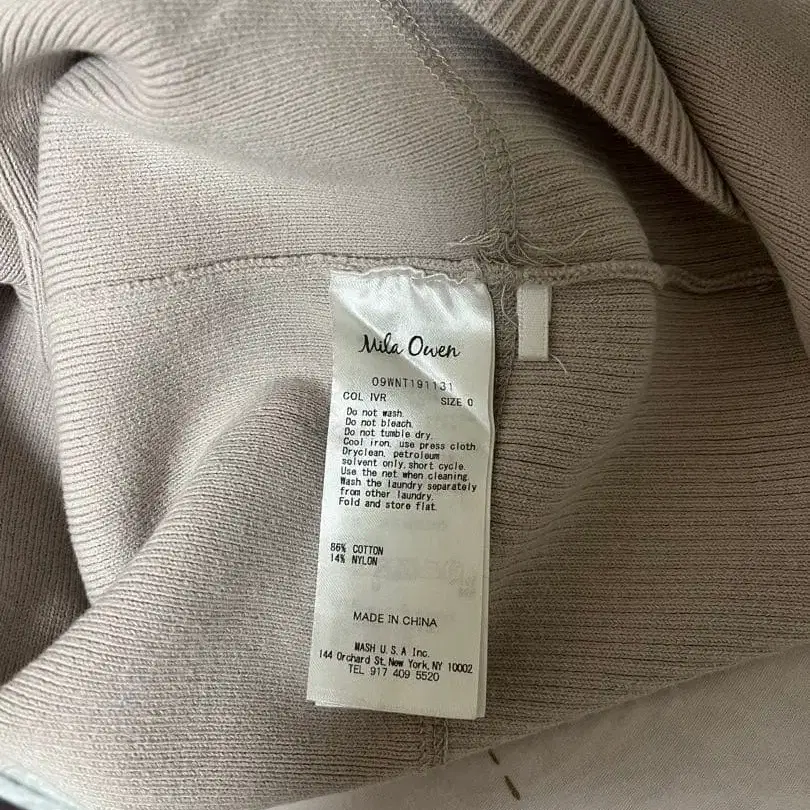 Mila Owen
09WNT191131
COL IVR SIZE 0
Do not wash.
Do not bleach.
Do not tumble dry.
Cool iron, use press cloth.
Dryclean, petroleum
solvent only, short cycle.
Use the net when cleaning.
Wash the laundry separately
from other laundry.
Fold and store flat.
86% COTTON
14% NYLON
MADE IN CHINA
MASH U.S.A Inc.
144 Orchard St, New York, NY 10002
TEL 917 409 5520